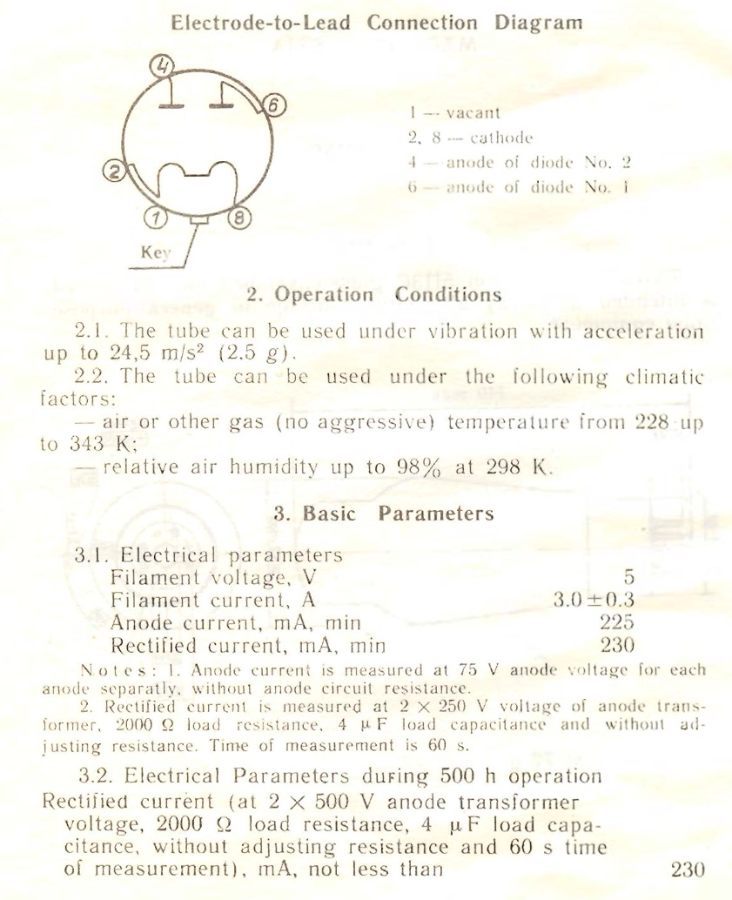 Electrode-to-Lead Connection Diagram
4
6
2
1
8
Key
1 — vacant
2, 8 — cathode
4 — anode of diode No. 2
6 — anode of diode No. 1
2. Operation Conditions
2.1. The tube can be used under vibration with acceleration
up to 24,5 m/s² (2.5 g).
2.2. The tube can be used under the following climatic
factors:
— air or other gas (no aggressive) temperature from 228 up
to 343 K;
— relative air humidity up to 98% at 298 K.
3. Basic Parameters
3.1. Electrical parameters
Filament voltage, V 5
Filament current, A 3.0±0.3
Anode current, mA, min 225
Rectified current, mA, min 230
Notes: 1. Anode current is measured at 75 V anode voltage for each
anode separatly, without anode circuit resistance.
2. Rectified current is measured at 2 × 250 V voltage of anode trans-
former, 2000 Ω load resistance, 4 μF load capacitance and without ad-
justing resistance. Time of measurement is 60 s.
3.2. Electrical Parameters during 500 h operation
Rectified current (at 2 × 500 V anode transformer
voltage, 2000 Ω load resistance, 4 μF load capa-
citance, without adjusting resistance and 60 s time
of measurement), mA, not less than 230